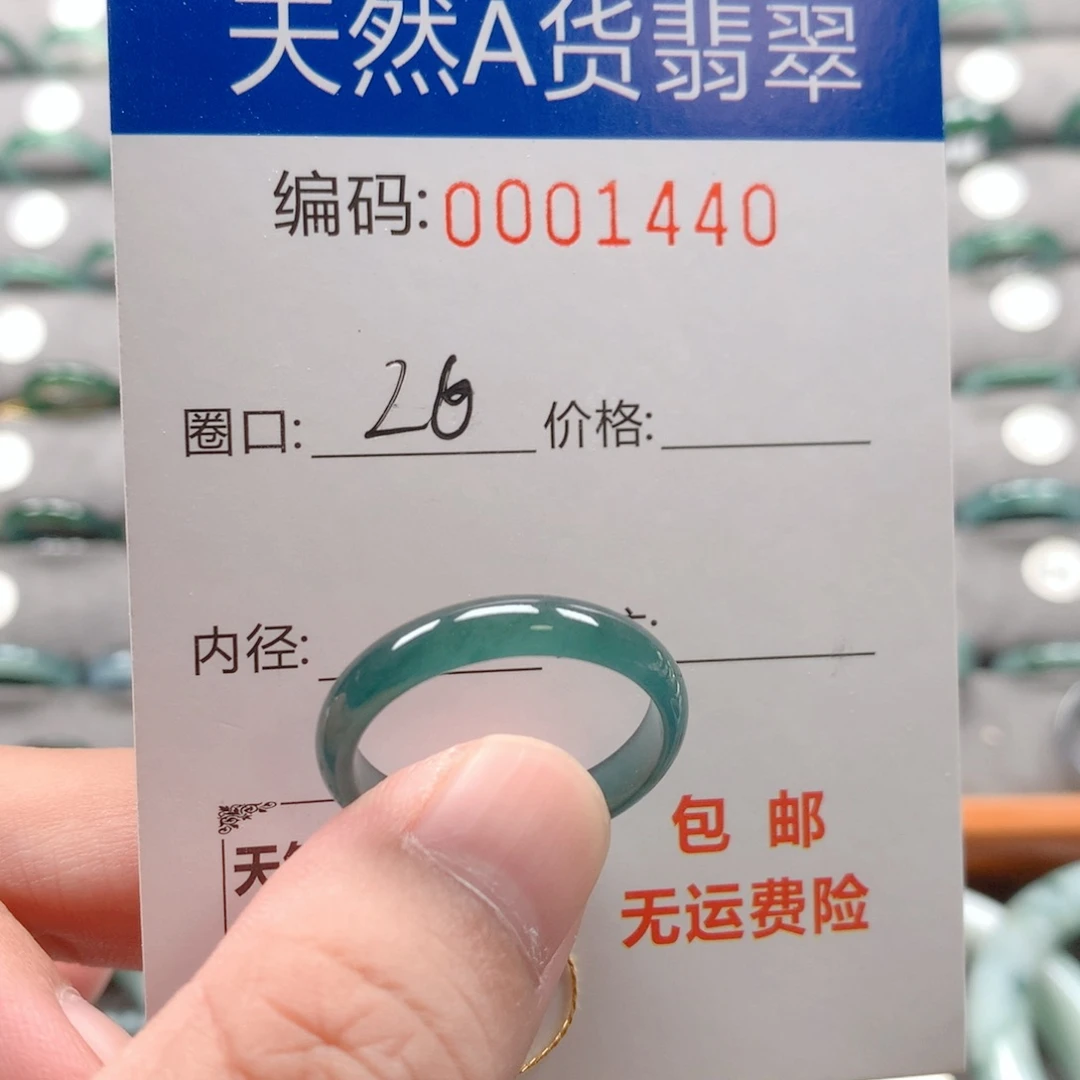 天然A货翡翠
编码:0001440
圈口: 26 价格:
内径:
包邮
无运费险